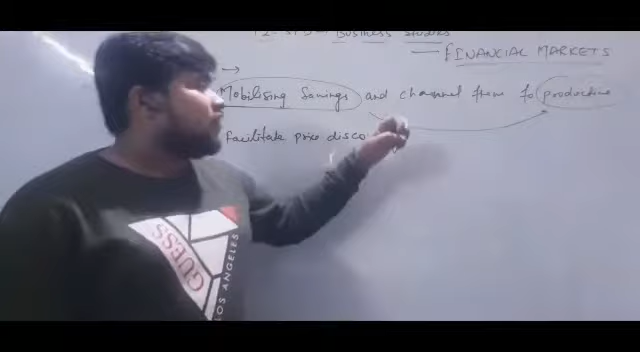 BUSINESS STUDIES
— FINANCIAL MARKETS
→
Mobilising Savings and channel them to productive
Facilitate price disco
GUESS
LOS ANGELES